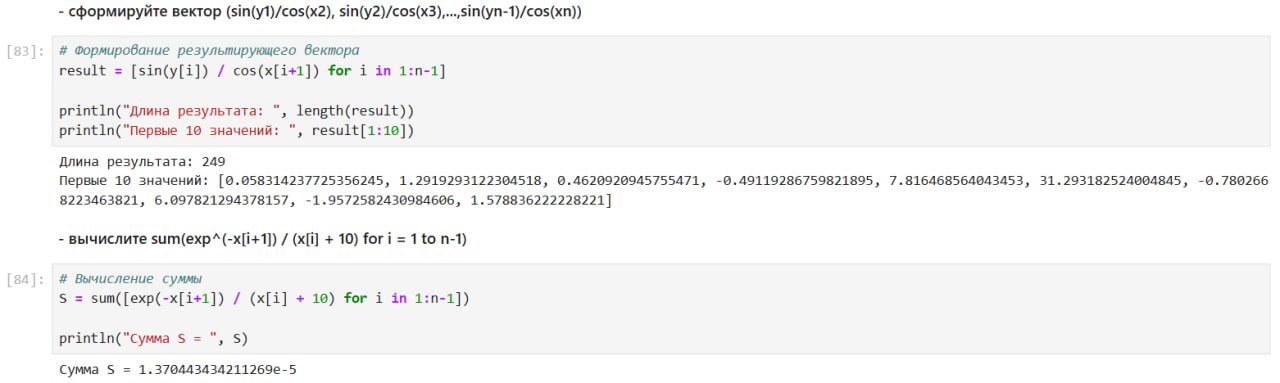 - сформируйте вектор (sin(y1)/cos(x2), sin(y2)/cos(x3),...,sin(yn-1)/cos(xn))
[83]: # Формирование результирующего вектора
result = [sin(y[i]) / cos(x[i+1]) for i in 1:n-1]
println("Длина результата: ", length(result))
println("Первые 10 значений: ", result[1:10])
Длина результата: 249
Первые 10 значений: [0.058314237725356245, 1.2919293122304518, 0.4620920945755471, -0.49119286759821895, 7.816468564043453, 31.293182524004845, -0.780266
8223463821, 6.097821294378157, -1.9572582430984606, 1.578836222228221]
- вычислите sum(exp^(-x[i+1]) / (x[i] + 10) for i = 1 to n-1)
[84]: # Вычисление суммы
S = sum([exp(-x[i+1]) / (x[i] + 10) for i in 1:n-1])
println("Сумма S = ", S)
Сумма S = 1.370443434211269e-5